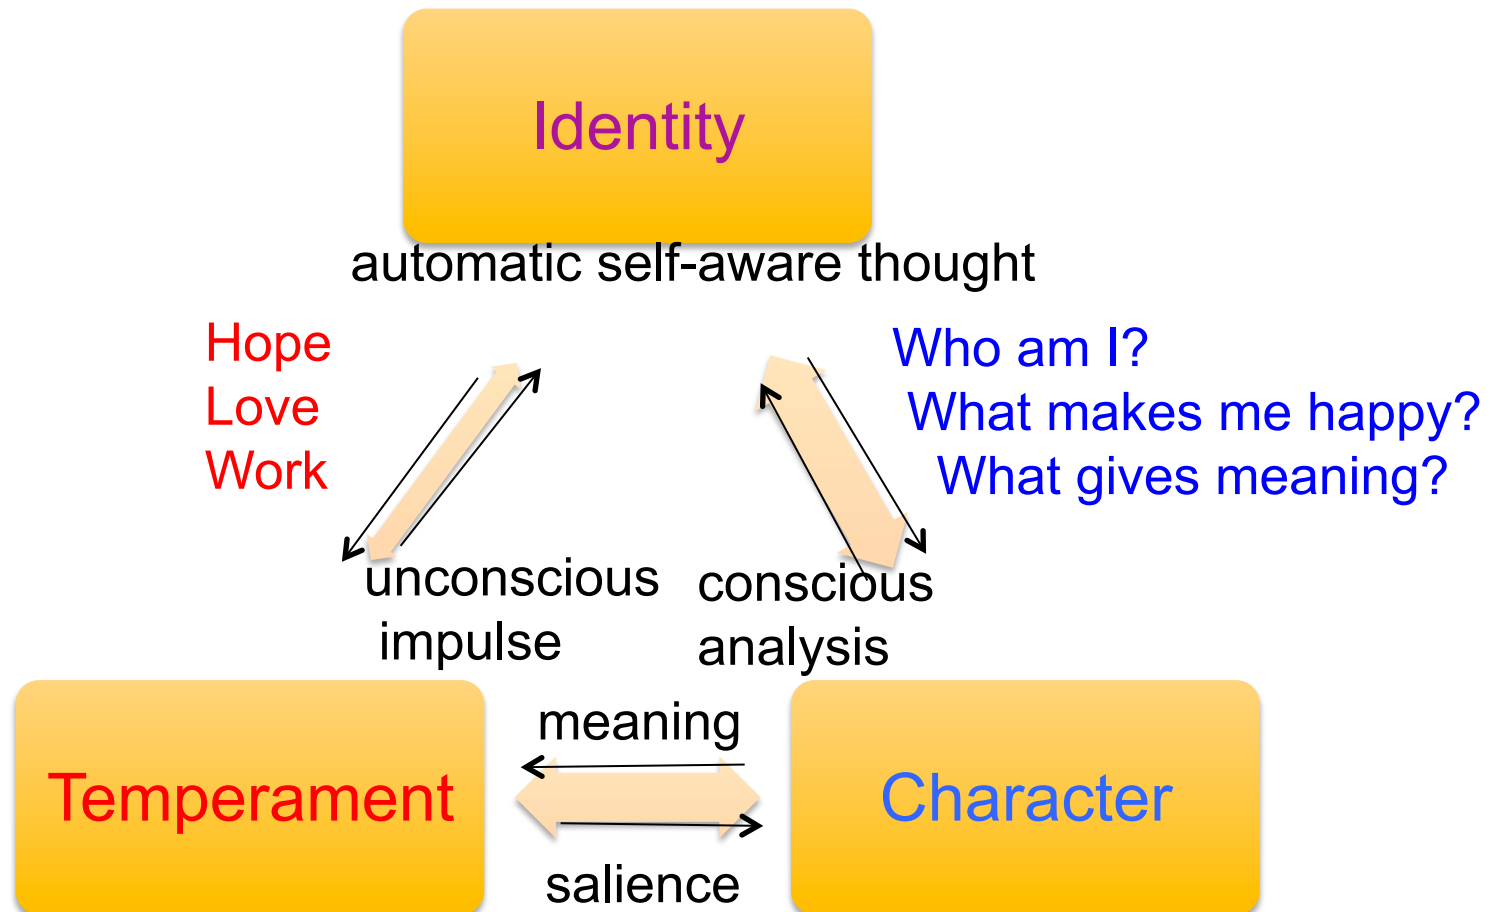 Identity
automatic self-aware thought
Hope
Love
Work
Who am I?
What makes me happy?
What gives meaning?
unconscious
impulse
conscious
analysis
meaning
Temperament
Character
salience